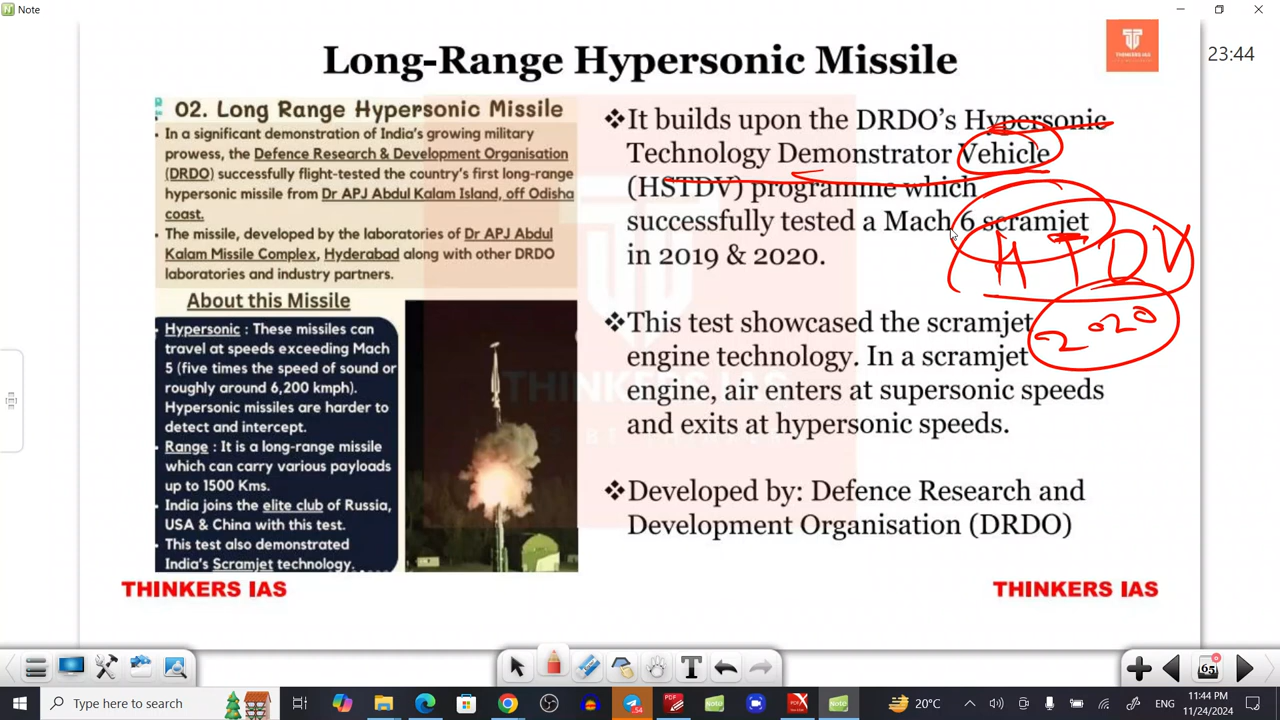 Note
Long-Range Hypersonic Missile
THINKERS IAS
23:44
02. Long Range Hypersonic Missile
• In a significant demonstration of India's growing military
prowess, the Defence Research & Development Organisation
(DRDO) successfully flight-tested the country's first long-range
hypersonic missile from Dr APJ Abdul Kalam Island, off Odisha
coast.
• The missile, developed by the laboratories of Dr APJ Abdul
Kalam Missile Complex, Hyderabad along with other DRDO
laboratories and industry partners.
About this Missile
• Hypersonic : These missiles can
travel at speeds exceeding Mach
5 (five times the speed of sound or
roughly around 6,200 kmph).
Hypersonic missiles are harder to
detect and intercept.
• Range : It is a long-range missile
which can carry various payloads
up to 1500 Kms.
• India joins the elite club of Russia,
USA & China with this test.
• This test also demonstrated
India's Scramjet technology.
❖It builds upon the DRDO's Hypersonic
Technology Demonstrator Vehicle
(HSTDV) programme which
successfully tested a Mach 6 scramjet
in 2019 & 2020.
HTDV
❖This test showcased the scramjet
2020
engine technology. In a scramjet
engine, air enters at supersonic speeds
and exits at hypersonic speeds.
❖Developed by: Defence Research and
Development Organisation (DRDO)
THINKERS IAS
THINKERS IAS
THINKERS IAS
T
65
Type here to search
54
PDF
Note
Note
20°C
ENG
11:44 PM
11/24/2024